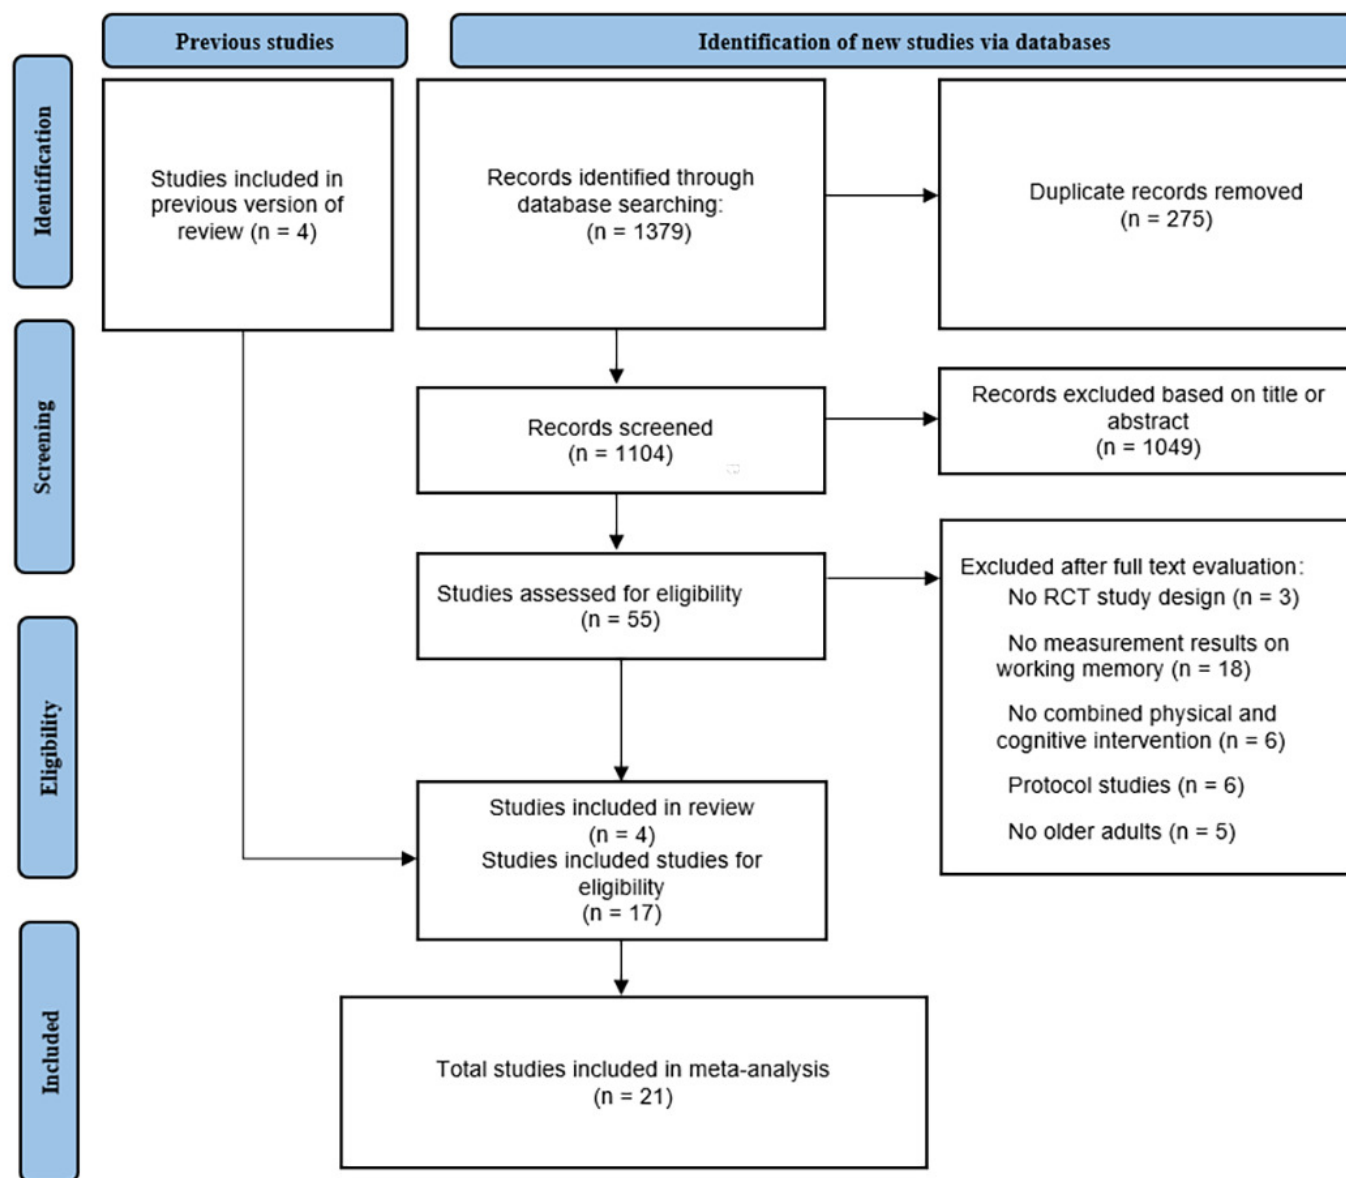 Previous studies
Identification of new studies via databases
Identification
Studies included in
previous version of
review (n = 4)
Records identified through
database searching:
(n = 1379)
Duplicate records removed
(n = 275)
Screening
Records screened
(n = 1104)
Records excluded based on title or
abstract
(n = 1049)
Studies assessed for eligibility
(n = 55)
Excluded after full text evaluation:
No RCT study design (n = 3)
No measurement results on
working memory (n = 18)
No combined physical and
cognitive intervention (n = 6)
Protocol studies (n = 6)
No older adults (n = 5)
Eligibility
Studies included in review
(n = 4)
Studies included studies for
eligibility
(n = 17)
Included
Total studies included in meta-analysis
(n = 21)